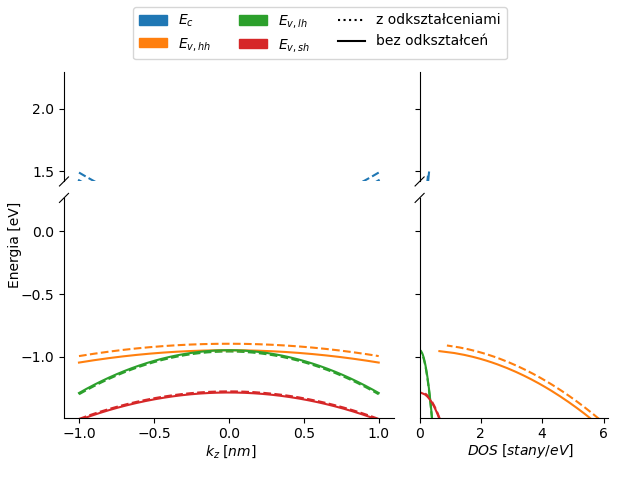 E_c E_{v, lh} z odkształceniami
E_{v, hh} E_{v, sh} bez odkształceń
2.0
1.5
0.0
−0.5
−1.0
Energia [eV]
−1.0 −0.5 0.0 0.5 1.0
k_z [nm]
0 2 4 6
DOS [stany/eV]